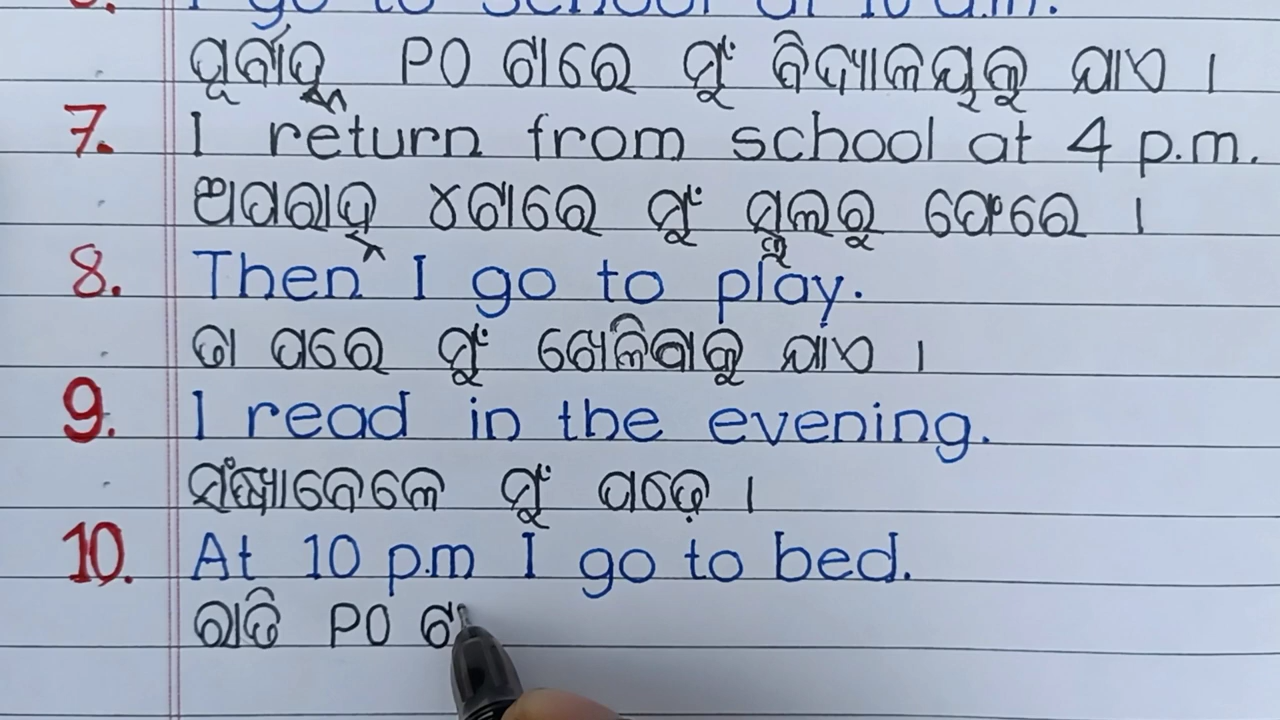 I go to school at 10 a.m.
ପୂର୍ବାହ୍ନ ୧୦ ଟାରେ ମୁଁ ବିଦ୍ୟାଳୟକୁ ଯାଏ ।
7. I return from school at 4 p.m.
ଅପରାହ୍ନ ୪ଟାରେ ମୁଁ ସ୍କୁଲରୁ ଫେରେ ।
8. Then I go to play.
ତା ପରେ ମୁଁ ଖେଳିବାକୁ ଯାଏ ।
9. I read in the evening.
ସଂଧ୍ୟାବେଳେ ମୁଁ ପଢ଼େ ।
10. At 10 p.m I go to bed.
ରାତି ୧୦ ଟ